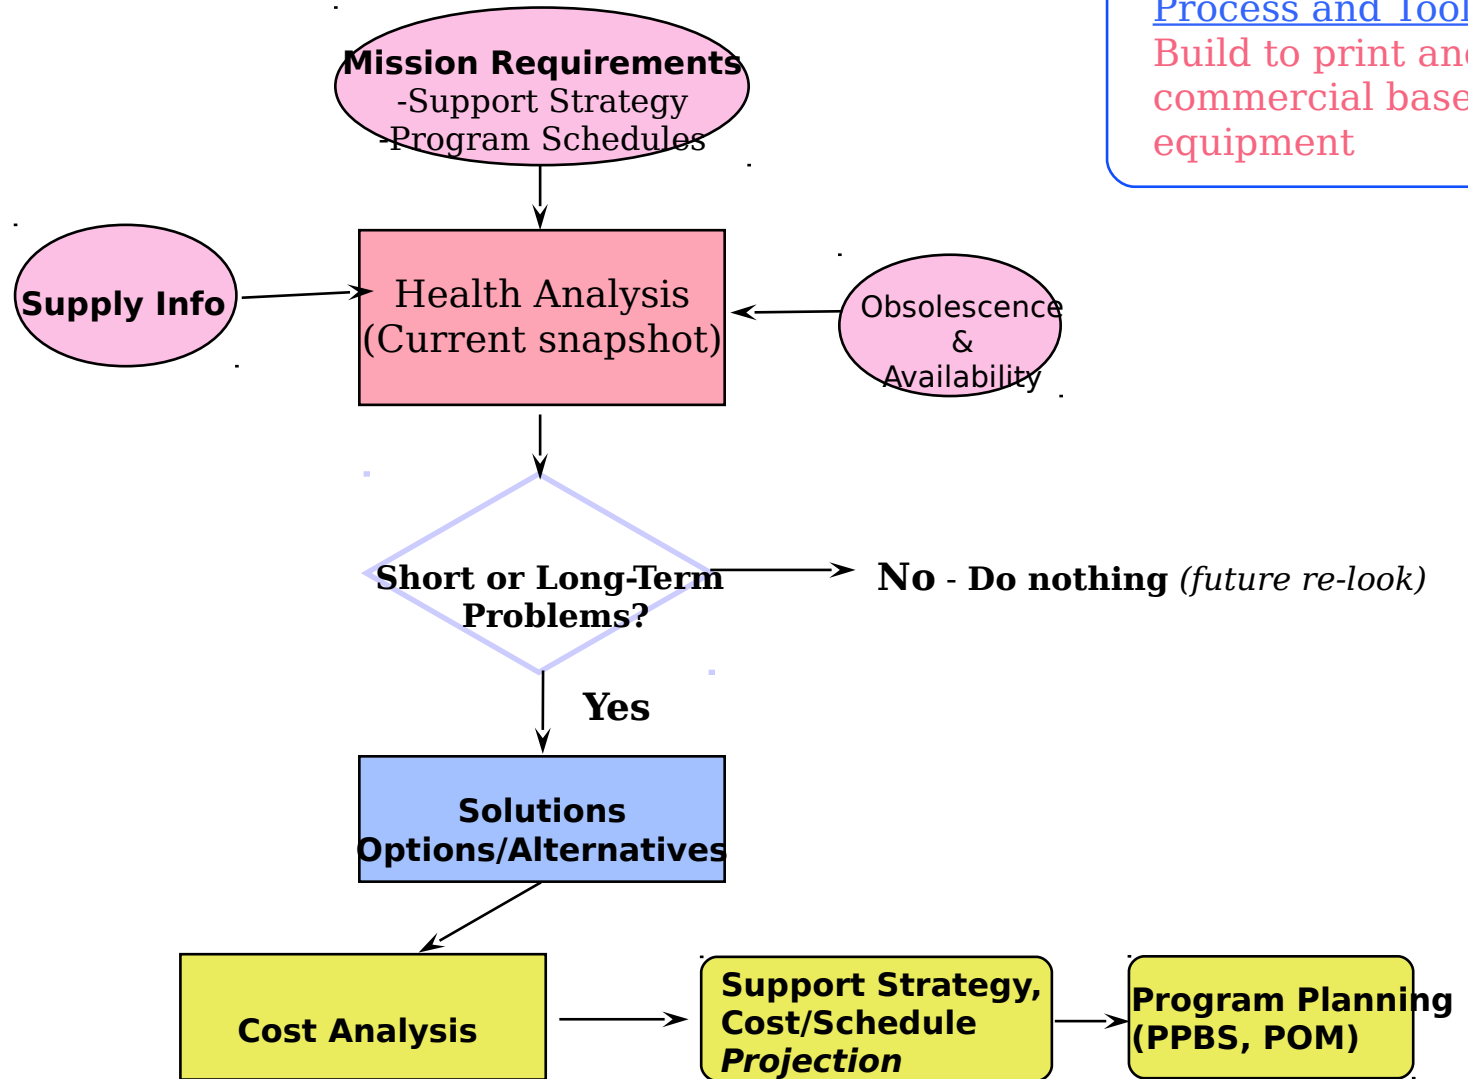 Process and Tool
Build to print and
commercial base
equipment
Mission Requirements
-Support Strategy
-Program Schedules
Supply Info
Health Analysis
(Current snapshot)
Obsolescence
&
Availability
Short or Long-Term
Problems?
No - Do nothing (future re-look)
Yes
Solutions
Options/Alternatives
Cost Analysis
Support Strategy,
Cost/Schedule
Projection
Program Planning
(PPBS, POM)